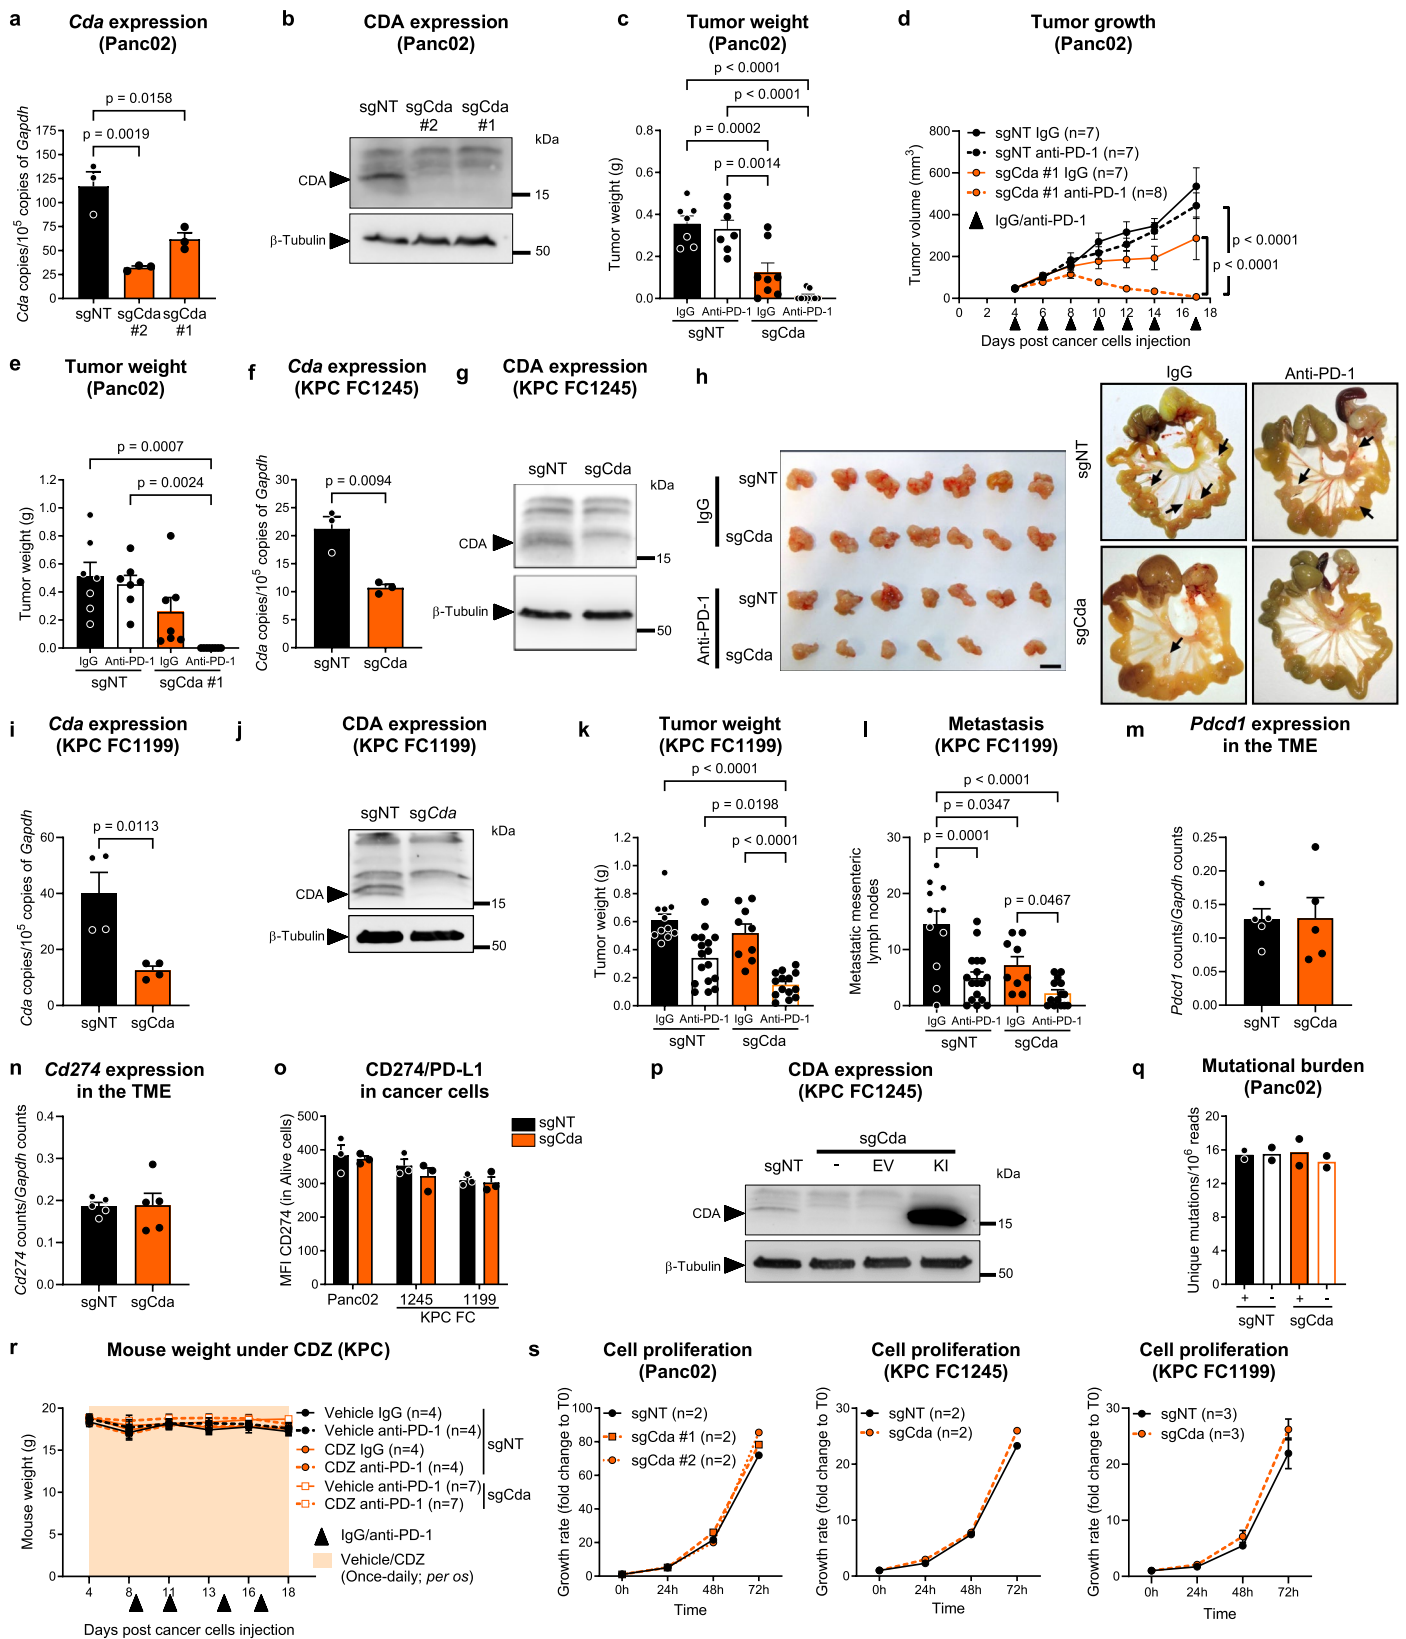 a
Cda expression
(Panc02)
p = 0.0158
p = 0.0019
Cda copies/10⁵ copies of Gapdh
175
150
125
100
75
50
25
0
sgNT
sgCda
#2
sgCda
#1
b
CDA expression
(Panc02)
sgNT
sgCda
#2
sgCda
#1
kDa
CDA
15
β-Tubulin
50
c
Tumor weight
(Panc02)
p < 0.0001
p < 0.0001
p = 0.0002
p = 0.0014
Tumor weight (g)
0.8
0.6
0.4
0.2
0.0
IgG Anti-PD-1 IgG Anti-PD-1
sgNT sgCda
d
Tumor growth
(Panc02)
Tumor volume (mm³)
800
600
400
200
0
sgNT IgG (n=7)
sgNT anti-PD-1 (n=7)
sgCda #1 IgG (n=7)
sgCda #1 anti-PD-1 (n=8)
IgG/anti-PD-1
p < 0.0001
p < 0.0001
0 2 4 6 8 10 12 14 16 18
Days post cancer cells injection
e
Tumor weight
(Panc02)
p = 0.0007
p = 0.0024
Tumor weight (g)
1.2
1.0
0.8
0.6
0.4
0.2
0.0
IgG Anti-PD-1 IgG Anti-PD-1
sgNT sgCda #1
f
Cda expression
(KPC FC1245)
p = 0.0094
Cda copies/10⁵ copies of Gapdh
30
25
20
15
10
5
0
sgNT sgCda
g
CDA expression
(KPC FC1245)
sgNT sgCda
kDa
CDA
15
β-Tubulin
50
h
IgG
sgNT
sgCda
Anti-PD-1
sgNT
sgCda
IgG Anti-PD-1
sgNT
sgCda
i
Cda expression
(KPC FC1199)
p = 0.0113
Cda copies/10⁵ copies of Gapdh
60
40
20
0
sgNT sgCda
j
CDA expression
(KPC FC1199)
sgNT sgCda
kDa
CDA
15
β-Tubulin
50
k
Tumor weight
(KPC FC1199)
p < 0.0001
p = 0.0198
p < 0.0001
Tumor weight (g)
1.2
1.0
0.8
0.6
0.4
0.2
0.0
IgG Anti-PD-1 IgG Anti-PD-1
sgNT sgCda
l
Metastasis
(KPC FC1199)
p < 0.0001
p = 0.0347
p = 0.0001
p = 0.0467
Metastatic mesenteric
lymph nodes
30
20
10
0
IgG Anti-PD-1 IgG Anti-PD-1
sgNT sgCda
m
Pdcd1 expression
in the TME
Pdcd1 counts/Gapdh counts
0.25
0.20
0.15
0.10
0.05
0.00
sgNT sgCda
n
Cd274 expression
in the TME
Cd274 counts/Gapdh counts
0.4
0.3
0.2
0.1
0.0
sgNT sgCda
o
CD274/PD-L1
in cancer cells
MFI CD274 (in Alive cells)
500
400
300
200
100
0
sgNT
sgCda
Panc02 1245 1199
KPC FC
p
CDA expression
(KPC FC1245)
sgCda
sgNT - EV KI
kDa
CDA
15
β-Tubulin
50
q
Mutational burden
(Panc02)
Unique mutations/10⁶ reads
20
16
12
8
4
0
+ - + -
sgNT sgCda
r
Mouse weight under CDZ (KPC)
Mouse weight (g)
20
15
10
5
0
4 8 11 13 16 18
Days post cancer cells injection
Vehicle IgG (n=4)
Vehicle anti-PD-1 (n=4)
CDZ IgG (n=4)
CDZ anti-PD-1 (n=4)
sgNT
Vehicle anti-PD-1 (n=7)
CDZ anti-PD-1 (n=7)
sgCda
IgG/anti-PD-1
Vehicle/CDZ
(Once-daily; per os)
s
Cell proliferation
(Panc02)
Growth rate (fold change to T0)
100
80
60
40
20
0
sgNT (n=2)
sgCda #1 (n=2)
sgCda #2 (n=2)
0h 24h 48h 72h
Time
Cell proliferation
(KPC FC1245)
Growth rate (fold change to T0)
30
20
10
0
sgNT (n=2)
sgCda (n=2)
0h 24h 48h 72h
Time
Cell proliferation
(KPC FC1199)
Growth rate (fold change to T0)
30
20
10
0
sgNT (n=3)
sgCda (n=3)
0h 24h 48h 72h
Time